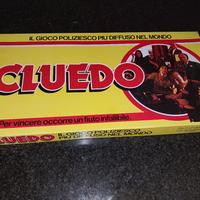 IL GIOCO POLIZIESCO PIÙ DIFFUSO NEL MONDO
CLUEDO
Per vincere occorre un fiuto infallibile.
CLUEDO
IL GIOCO POLIZIESCO
PIÙ DIFFUSO NEL MONDO